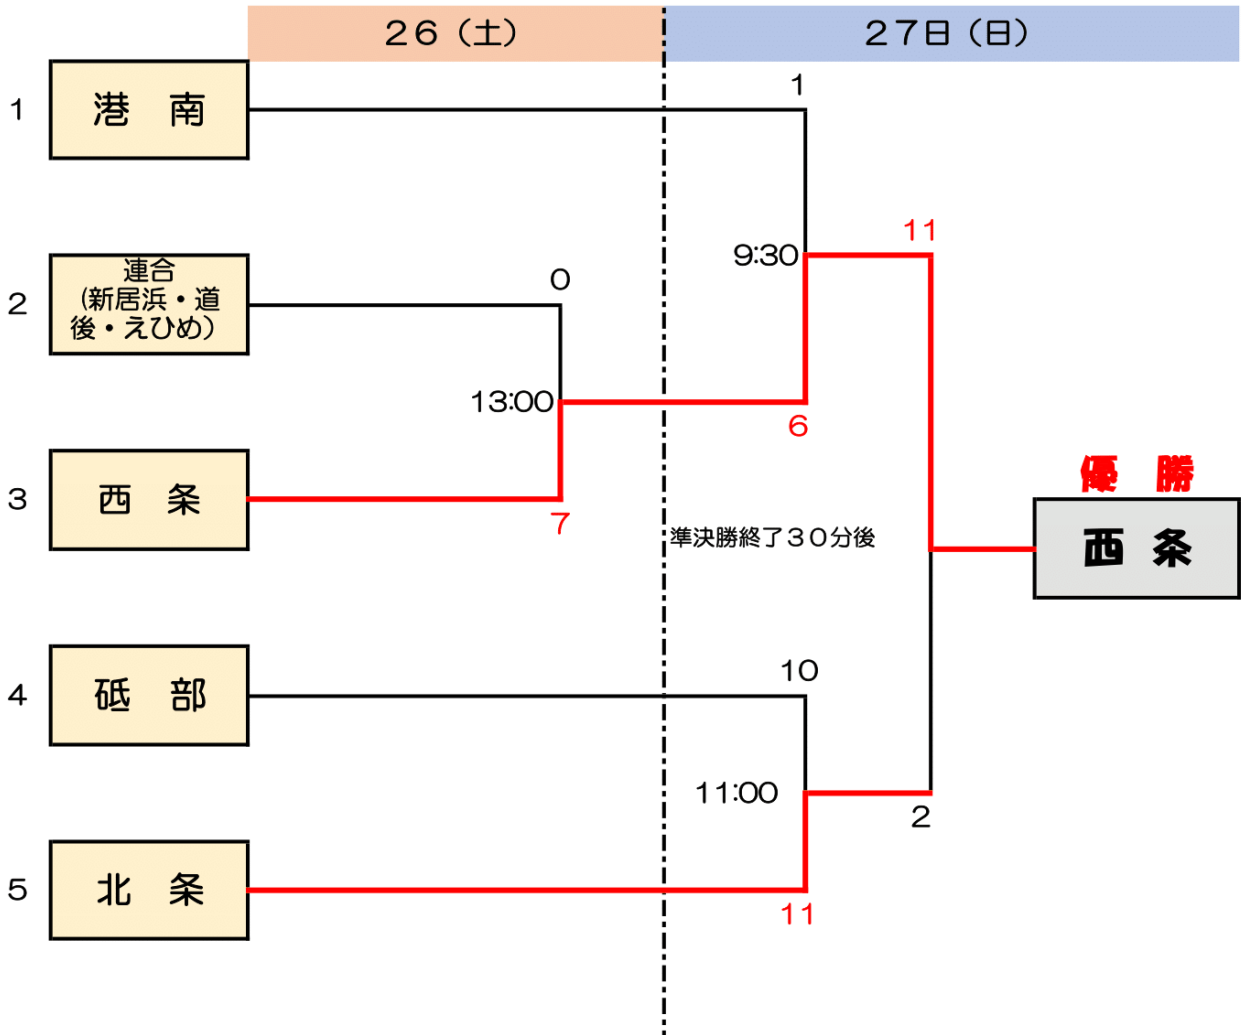 26（土）
27日（日）
1
港　南
1
2
連合
(新居浜・道
後・えひめ）
0
9:30
11
13:00
6
3
西　条
7
準決勝終了３０分後
優　勝
西 条
4
砥　部
10
11:00
2
5
北　条
11